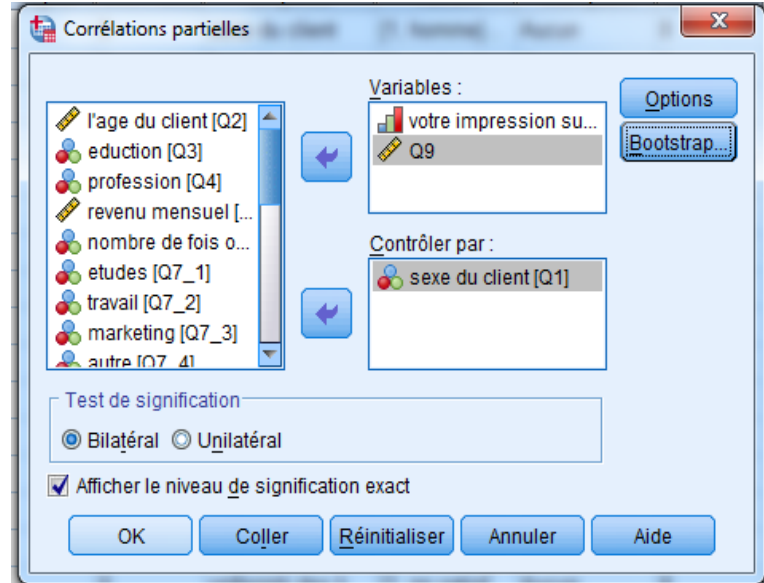 Corrélations partielles
l'age du client [Q2]
eduction [Q3]
profession [Q4]
revenu mensuel [...
nombre de fois o...
etudes [Q7_1]
travail [Q7_2]
marketing [Q7_3]
autre [Q7_4]
Variables :
votre impression su...
Q9
Contrôler par :
sexe du client [Q1]
Options
Bootstrap...
Test de signification
Bilatéral Unilatéral
Afficher le niveau de signification exact
OK Coller Réinitialiser Annuler Aide